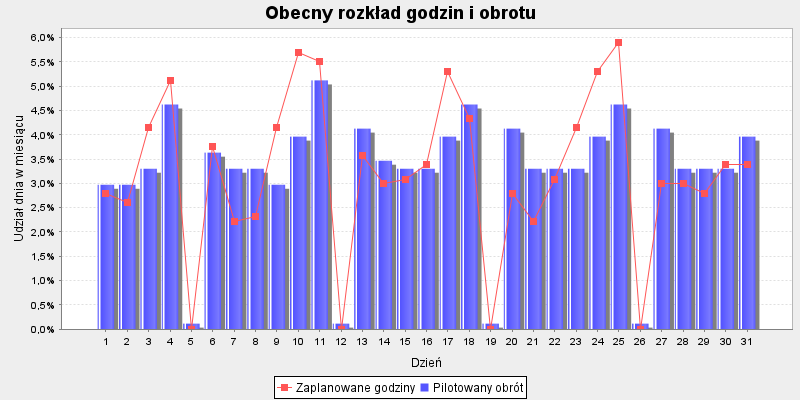 Obecny rozkład godzin i obrotu
Udział dnia w miesiącu
6,0%
5,5%
5,0%
4,5%
4,0%
3,5%
3,0%
2,5%
2,0%
1,5%
1,0%
0,5%
0,0%
1 2 3 4 5 6 7 8 9 10 11 12 13 14 15 16 17 18 19 20 21 22 23 24 25 26 27 28 29 30 31
Dzień
Zaplanowane godziny Pilotowany obrót